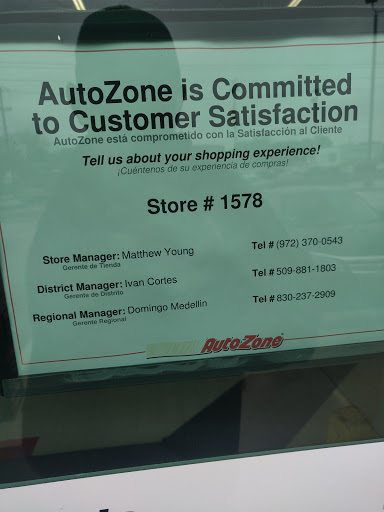 AutoZone is Committed
to Customer Satisfaction
AutoZone está comprometido con la Satisfacción al Cliente
Tell us about your shopping experience!
¡Cuéntenos de su experiencia de compras!
Store # 1578
Store Manager: Matthew Young Tel # (972) 370-0543
Gerente de Tienda
District Manager: Ivan Cortes Tel # 509-881-1803
Gerente de Distrito
Regional Manager: Domingo Medellin Tel # 830-237-2909
Gerente Regional
AutoZone